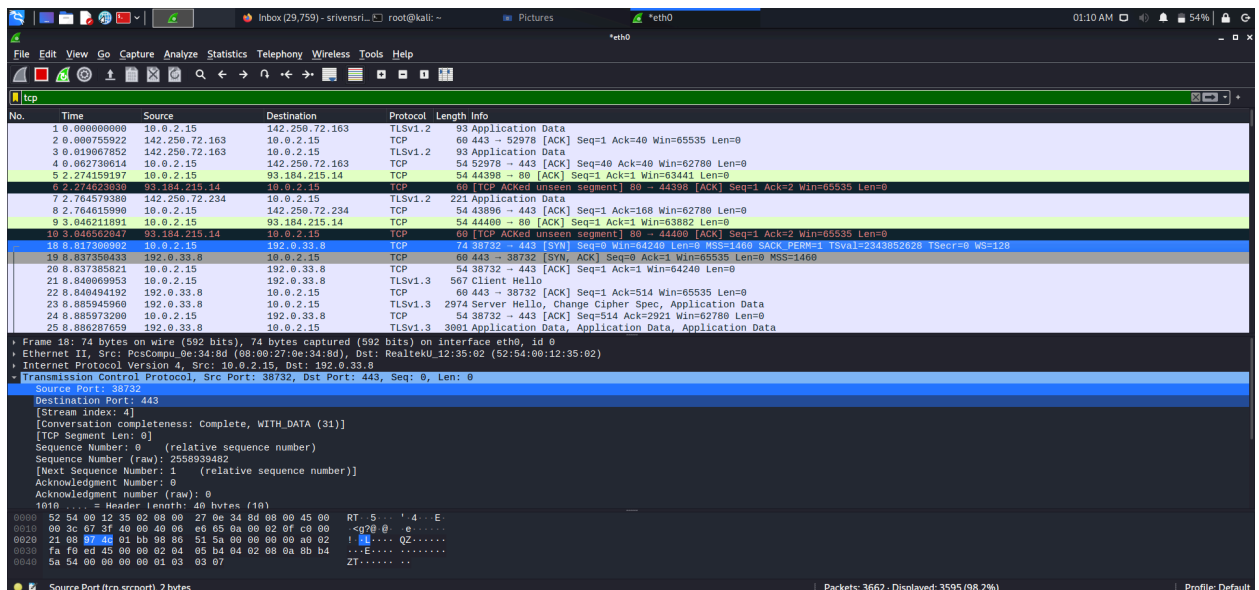 Inbox (29,759) - srivensri... root@kali: ~ Pictures *eth0 01:10 AM 54%
*eth0
File Edit View Go Capture Analyze Statistics Telephony Wireless Tools Help
tcp
No. Time Source Destination Protocol Length Info
1 0.000000000 10.0.2.15 142.250.72.163 TLSv1.2 93 Application Data
2 0.000755922 142.250.72.163 10.0.2.15 TCP 60 443 → 52978 [ACK] Seq=1 Ack=40 Win=65535 Len=0
3 0.019067852 142.250.72.163 10.0.2.15 TLSv1.2 93 Application Data
4 0.062730614 10.0.2.15 142.250.72.163 TCP 54 52978 → 443 [ACK] Seq=40 Ack=40 Win=62780 Len=0
5 2.274159197 10.0.2.15 93.184.215.14 TCP 54 44398 → 80 [ACK] Seq=1 Ack=1 Win=63441 Len=0
6 2.274623030 93.184.215.14 10.0.2.15 TCP 60 [TCP ACKed unseen segment] 80 → 44398 [ACK] Seq=1 Ack=2 Win=65535 Len=0
7 2.764579380 142.250.72.234 10.0.2.15 TLSv1.2 221 Application Data
8 2.764615990 10.0.2.15 142.250.72.234 TCP 54 43896 → 443 [ACK] Seq=1 Ack=168 Win=62780 Len=0
9 3.046211891 10.0.2.15 93.184.215.14 TCP 54 44400 → 80 [ACK] Seq=1 Ack=1 Win=63882 Len=0
10 3.046562047 93.184.215.14 10.0.2.15 TCP 60 [TCP ACKed unseen segment] 80 → 44400 [ACK] Seq=1 Ack=2 Win=65535 Len=0
18 8.817300902 10.0.2.15 192.0.33.8 TCP 74 38732 → 443 [SYN] Seq=0 Win=64240 Len=0 MSS=1460 SACK_PERM=1 TSval=2343852628 TSecr=0 WS=128
19 8.837350433 192.0.33.8 10.0.2.15 TCP 60 443 → 38732 [SYN, ACK] Seq=0 Ack=1 Win=65535 Len=0 MSS=1460
20 8.837385821 10.0.2.15 192.0.33.8 TCP 54 38732 → 443 [ACK] Seq=1 Ack=1 Win=64240 Len=0
21 8.840069953 10.0.2.15 192.0.33.8 TLSv1.3 567 Client Hello
22 8.840494192 192.0.33.8 10.0.2.15 TCP 60 443 → 38732 [ACK] Seq=1 Ack=514 Win=65535 Len=0
23 8.885945960 192.0.33.8 10.0.2.15 TLSv1.3 2974 Server Hello, Change Cipher Spec, Application Data
24 8.885973200 10.0.2.15 192.0.33.8 TCP 54 38732 → 443 [ACK] Seq=514 Ack=2921 Win=62780 Len=0
25 8.886287659 192.0.33.8 10.0.2.15 TLSv1.3 3001 Application Data, Application Data, Application Data
Frame 18: 74 bytes on wire (592 bits), 74 bytes captured (592 bits) on interface eth0, id 0
Ethernet II, Src: PcsCompu_0e:34:8d (08:00:27:0e:34:8d), Dst: RealtekU_12:35:02 (52:54:00:12:35:02)
Internet Protocol Version 4, Src: 10.0.2.15, Dst: 192.0.33.8
Transmission Control Protocol, Src Port: 38732, Dst Port: 443, Seq: 0, Len: 0
Source Port: 38732
Destination Port: 443
[Stream index: 4]
[Conversation completeness: Complete, WITH_DATA (31)]
[TCP Segment Len: 0]
Sequence Number: 0 (relative sequence number)
Sequence Number (raw): 2558939482
[Next Sequence Number: 1 (relative sequence number)]
Acknowledgment Number: 0
Acknowledgment number (raw): 0
1010 .... = Header Length: 40 bytes (10)
0000 52 54 00 12 35 02 08 00 27 0e 34 8d 08 00 45 00 RT··5···'·4···E·
0010 00 3c 67 3f 40 00 40 06 e6 65 0a 00 02 0f c0 00 ·<g?@·@··e······
0020 21 08 97 4c 01 bb 98 86 51 5a 00 00 00 00 a0 02 !··L····QZ······
0030 fa f0 ed 45 00 00 02 04 05 b4 04 02 08 0a 8b b4 ···E············
0040 5a 54 00 00 00 00 01 03 03 07 ZT········
Source Port (tcp.srcport), 2 bytes Packets: 3662 · Displayed: 3595 (98.2%) Profile: Default